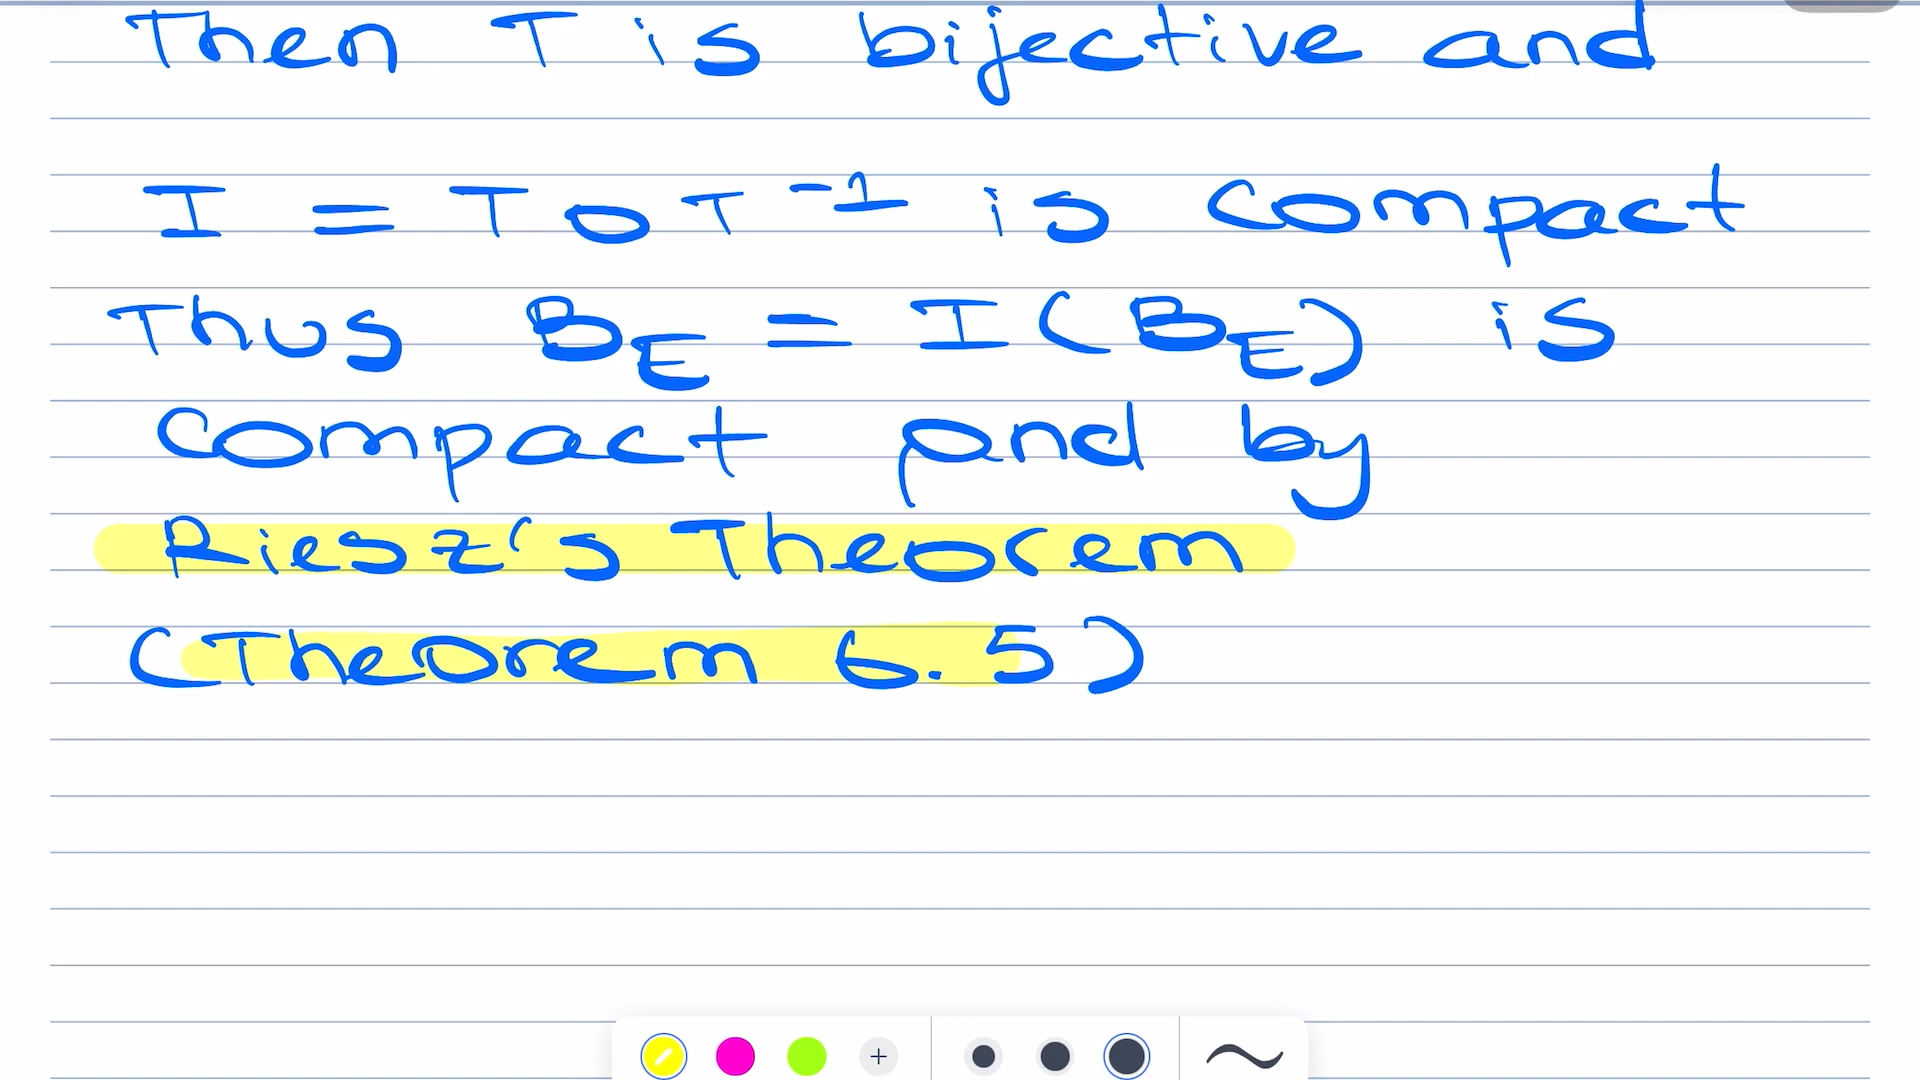 Then T is bijective and
I = T o T⁻¹ is compact
Thus B_E = I(B_E) is
compact and by
Riesz's Theorem
(Theorem 6.5)